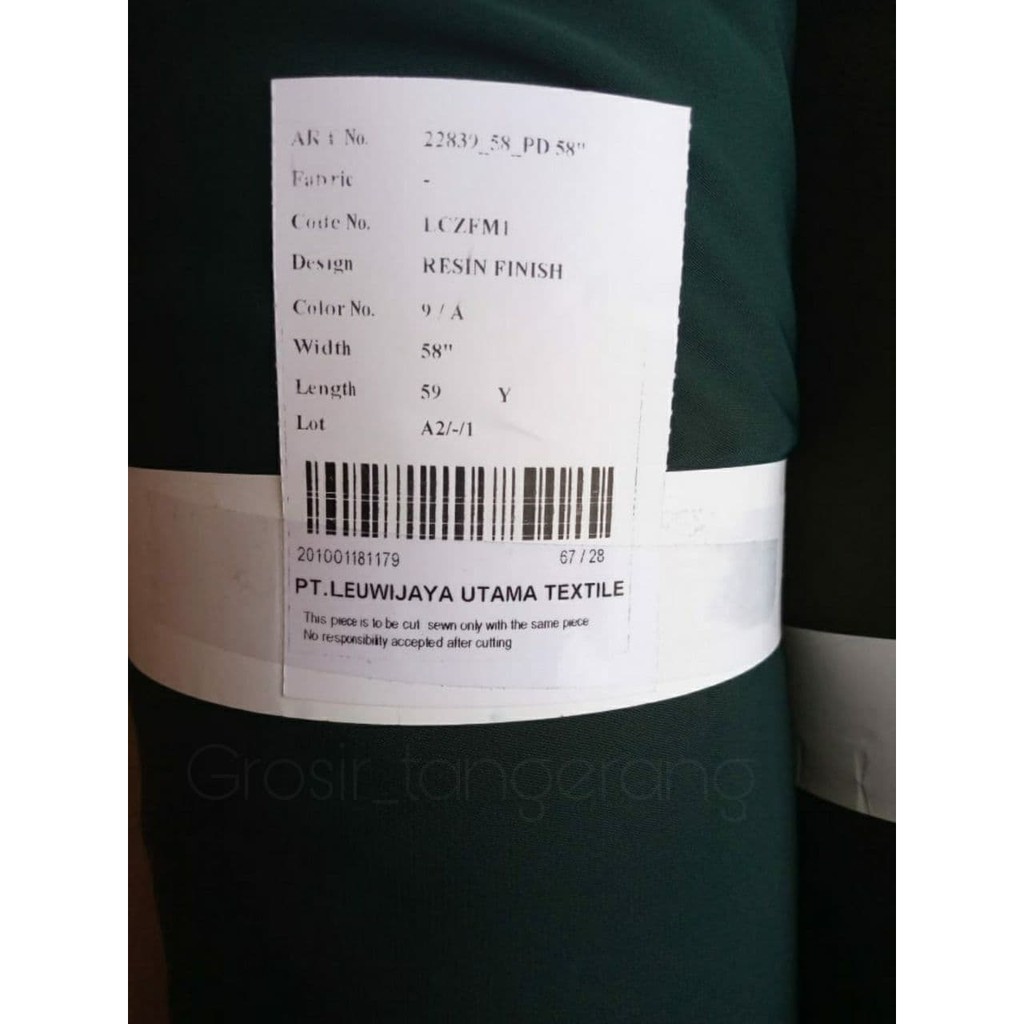 ART No. 22839_58_PD 58"
Fabric -
Code No. LCZFM1
Design RESIN FINISH
Color No. 9 / A
Width 58"
Length 59 Y
Lot A2/-/1
201001181179 67 / 28
PT.LEUWIJAYA UTAMA TEXTILE
This piece is to be cut sewn only with the same piece
No responsibility accepted after cutting
Grosir_tangerang